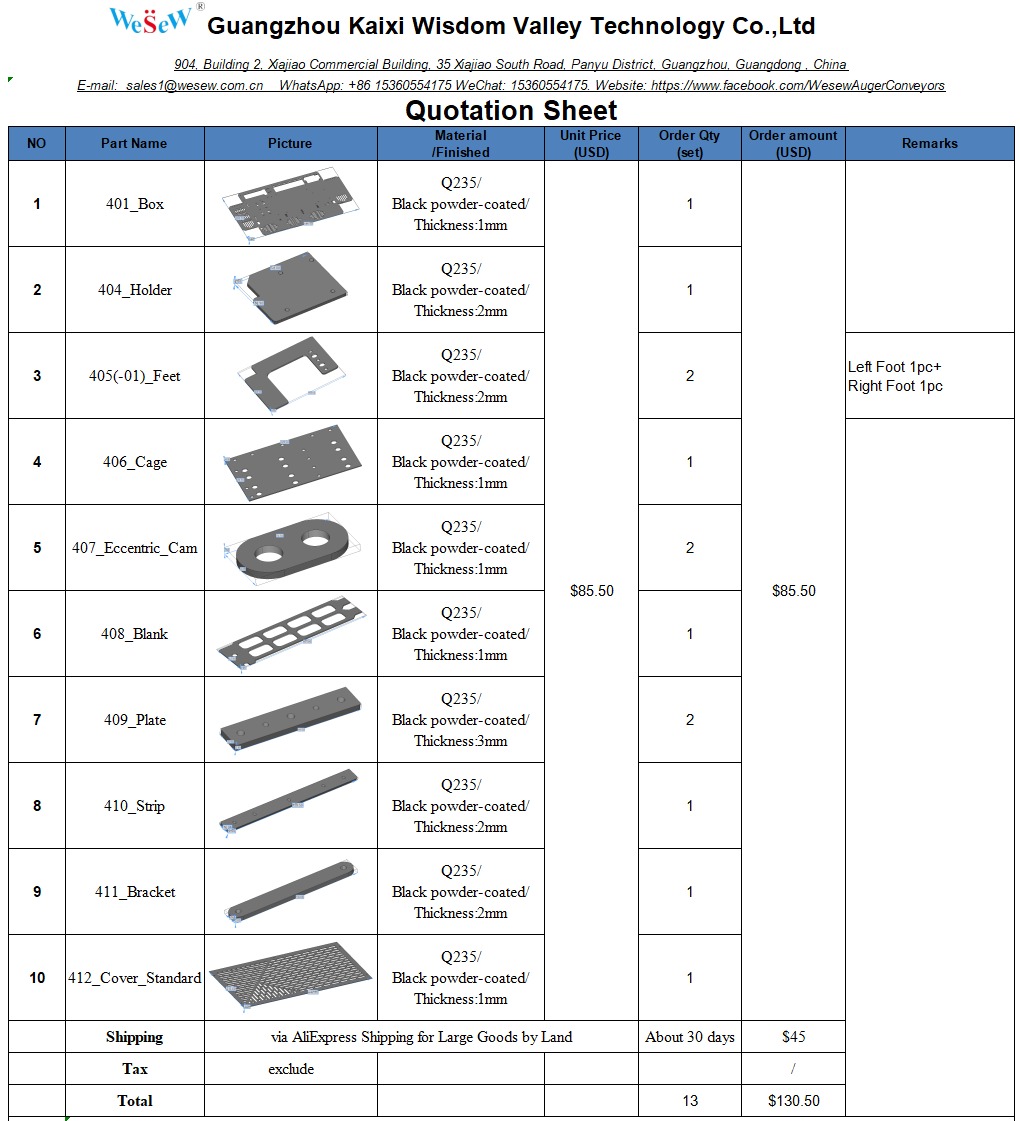 WeSeW ®
Guangzhou Kaixi Wisdom Valley Technology Co.,Ltd
904, Building 2, Xiajiao Commercial Building, 35 Xiajiao South Road, Panyu District, Guangzhou, Guangdong , China
E-mail: sales1@wesew.com.cn WhatsApp: +86 15360554175 WeChat: 15360554175. Website: https://www.facebook.com/WesewAugerConveyors
Quotation Sheet
NO Part Name Picture Material /Finished Unit Price (USD) Order Qty (set) Order amount (USD) Remarks
1 401_Box Q235/ Black powder-coated/ Thickness:1mm 1
2 404_Holder Q235/ Black powder-coated/ Thickness:2mm 1
3 405(-01)_Feet Q235/ Black powder-coated/ Thickness:2mm 2 Left Foot 1pc+ Right Foot 1pc
4 406_Cage Q235/ Black powder-coated/ Thickness:1mm 1
5 407_Eccentric_Cam Q235/ Black powder-coated/ Thickness:1mm 2
$85.50 $85.50
6 408_Blank Q235/ Black powder-coated/ Thickness:1mm 1
7 409_Plate Q235/ Black powder-coated/ Thickness:3mm 2
8 410_Strip Q235/ Black powder-coated/ Thickness:2mm 1
9 411_Bracket Q235/ Black powder-coated/ Thickness:2mm 1
10 412_Cover_Standard Q235/ Black powder-coated/ Thickness:1mm 1
Shipping via AliExpress Shipping for Large Goods by Land About 30 days $45
Tax exclude /
Total 13 $130.50